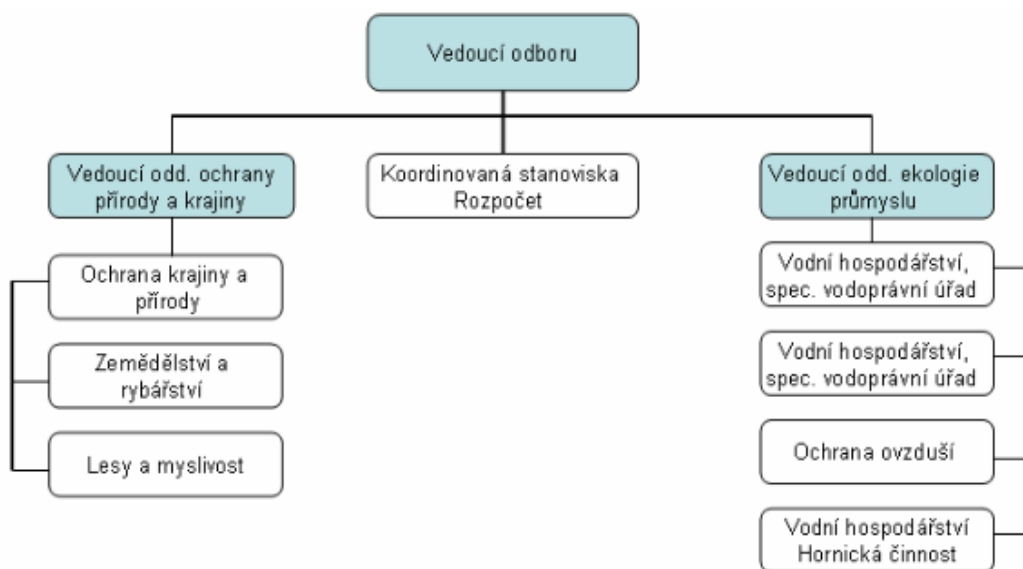 Vedoucí odboru
Vedoucí odd. ochrany
přírody a krajiny
Koordinovaná stanoviska
Rozpočet
Vedoucí odd. ekologie
průmyslu
Ochrana krajiny a
přírody
Zemědělství a
rybářství
Lesy a myslivost
Vodní hospodářství,
spec. vodoprávní úřad
Vodní hospodářství,
spec. vodoprávní úřad
Ochrana ovzduší
Vodní hospodářství
Hornická činnost